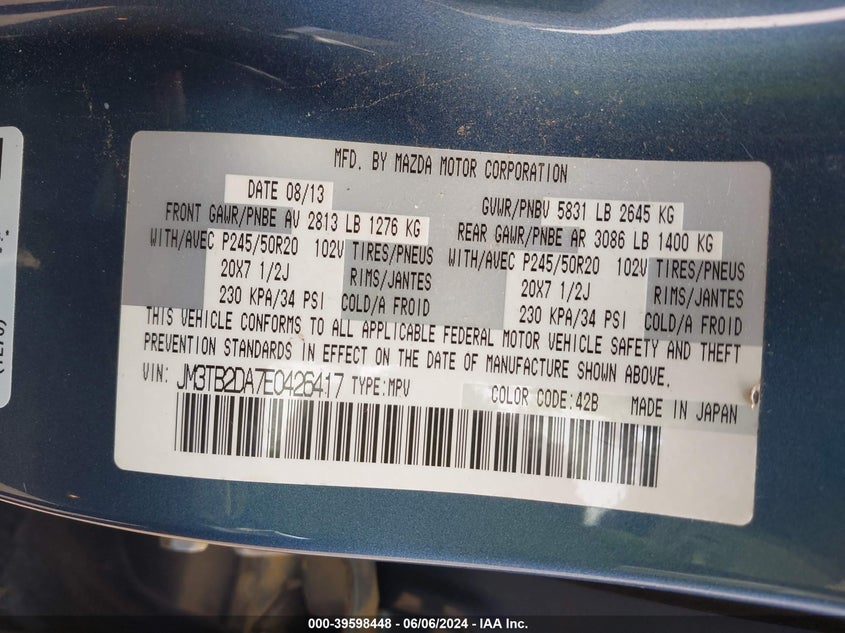 MFD. BY MAZDA MOTOR CORPORATION
DATE 08/13
GVWR/PNBV 5831 LB 2645 KG
FRONT GAWR/PNBE AV 2813 LB 1276 KG
REAR GAWR/PNBE AR 3086 LB 1400 KG
WITH/AVEC P245/50R20 102V TIRES/PNEUS
WITH/AVEC P245/50R20 102V TIRES/PNEUS
20X7 1/2J RIMS/JANTES
20X7 1/2J RIMS/JANTES
230 KPA/34 PSI COLD/A FROID
230 KPA/34 PSI COLD/A FROID
THIS VEHICLE CONFORMS TO ALL APPLICABLE FEDERAL MOTOR VEHICLE SAFETY AND THEFT
PREVENTION STANDARDS IN EFFECT ON THE DATE OF MANUFACTURE SHOWN ABOVE.
VIN: JM3TB2DA7E0426417 TYPE:MPV COLOR CODE:42B MADE IN JAPAN
000-39598448 - 06/06/2024 - IAA Inc.